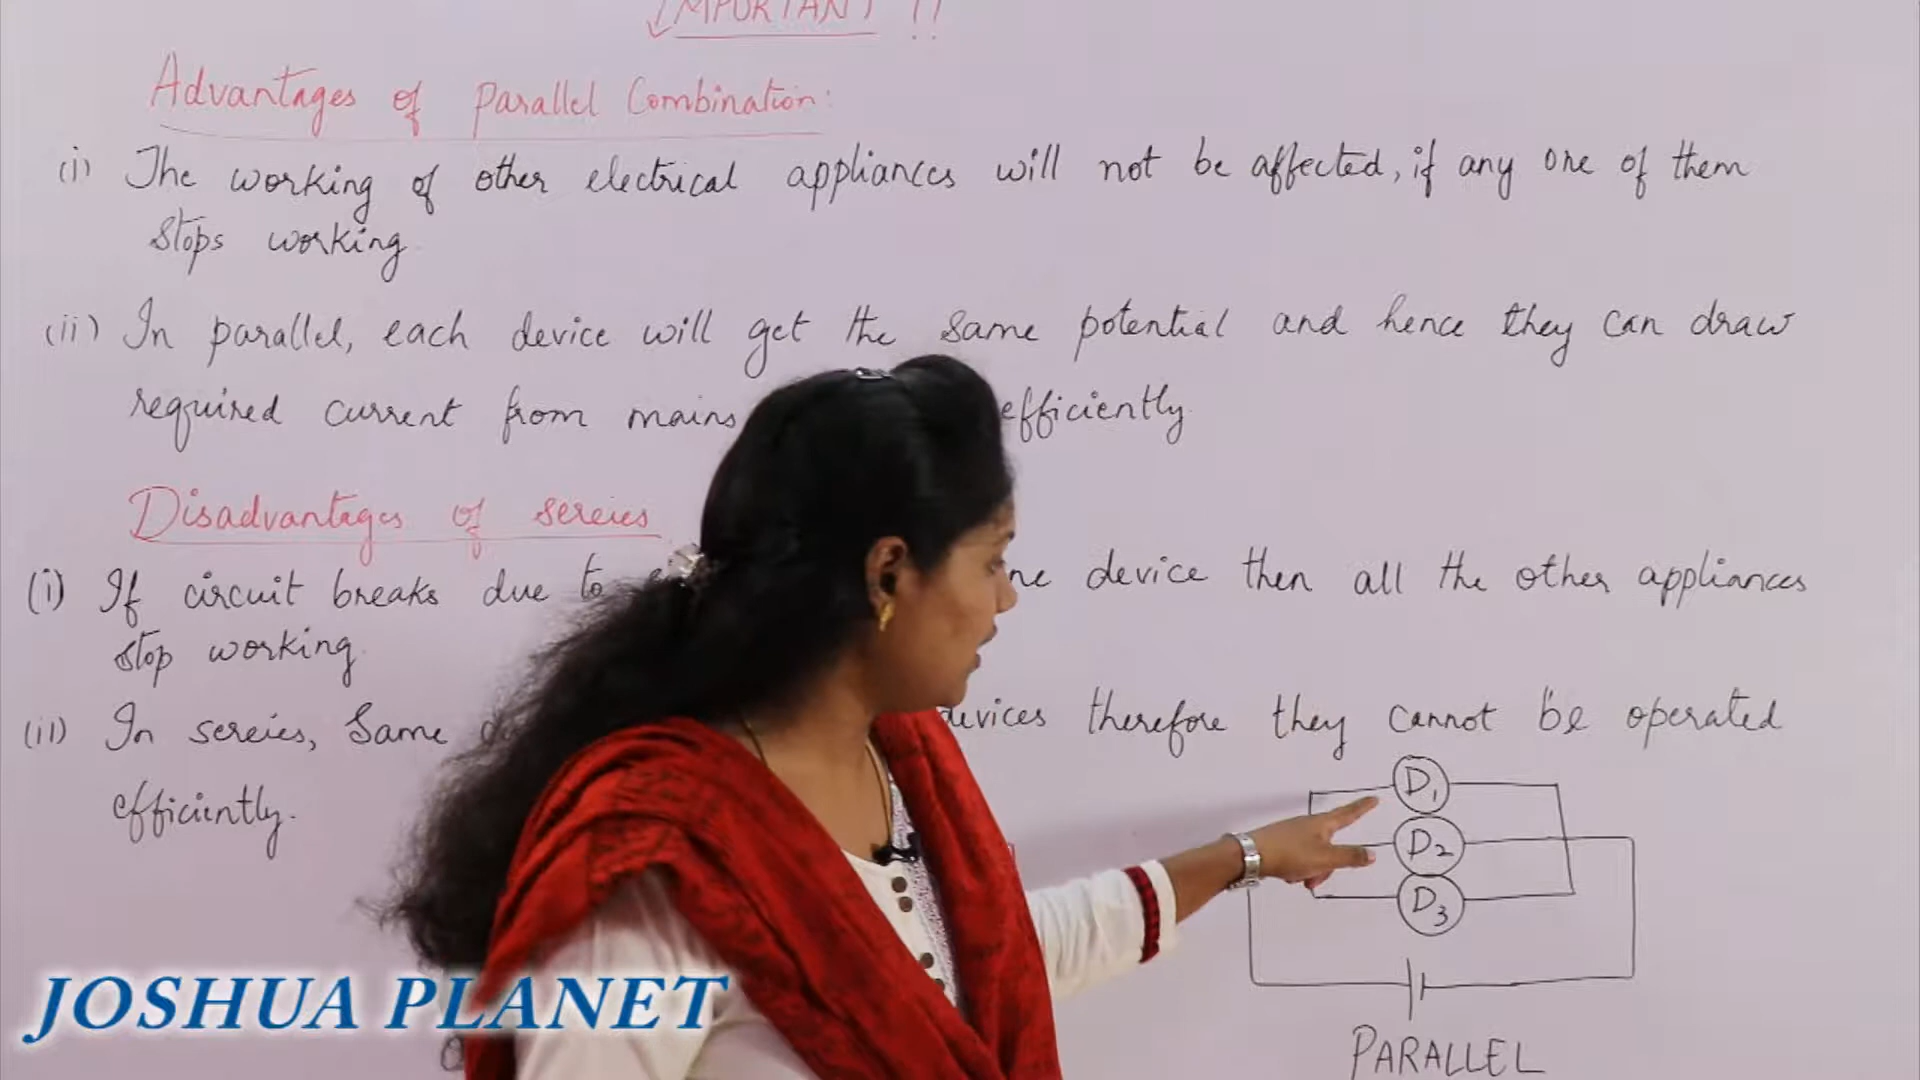 IMPORTANT !!
Advantages of Parallel Combination:
(i) The working of other electrical appliances will not be affected, if any one of them
stops working.
(ii) In parallel, each device will get the same potential and hence they can draw
required current from mains efficiently.
Disadvantages of sereies
(i) If circuit breaks due to device then all the other appliances
stop working.
(ii) In sereies, same devices therefore they cannot be operated
efficiently.
D1
D2
D3
PARALLEL
JOSHUA PLANET